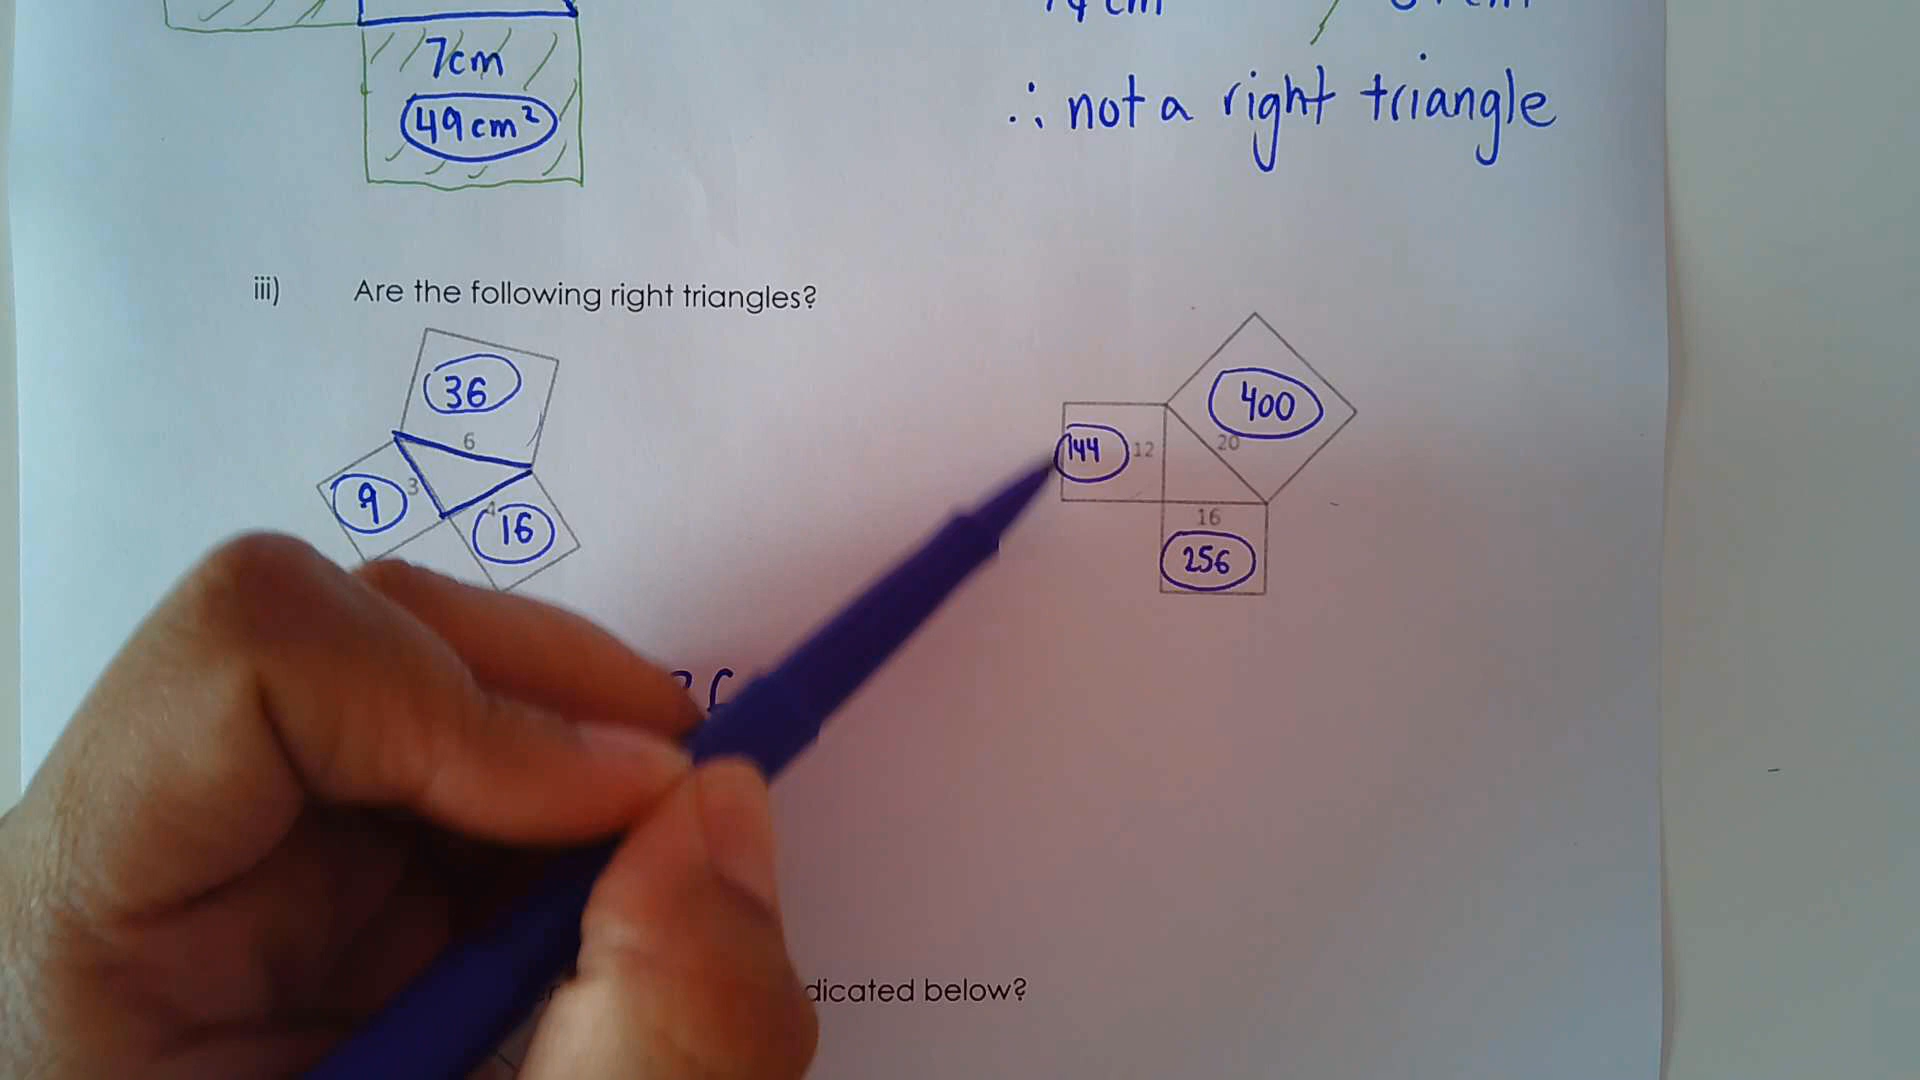 7cm
49cm²
∴ not a right triangle
iii) Are the following right triangles?
36
6
9
3
4
16
400
20
144
12
16
256
dicated below?